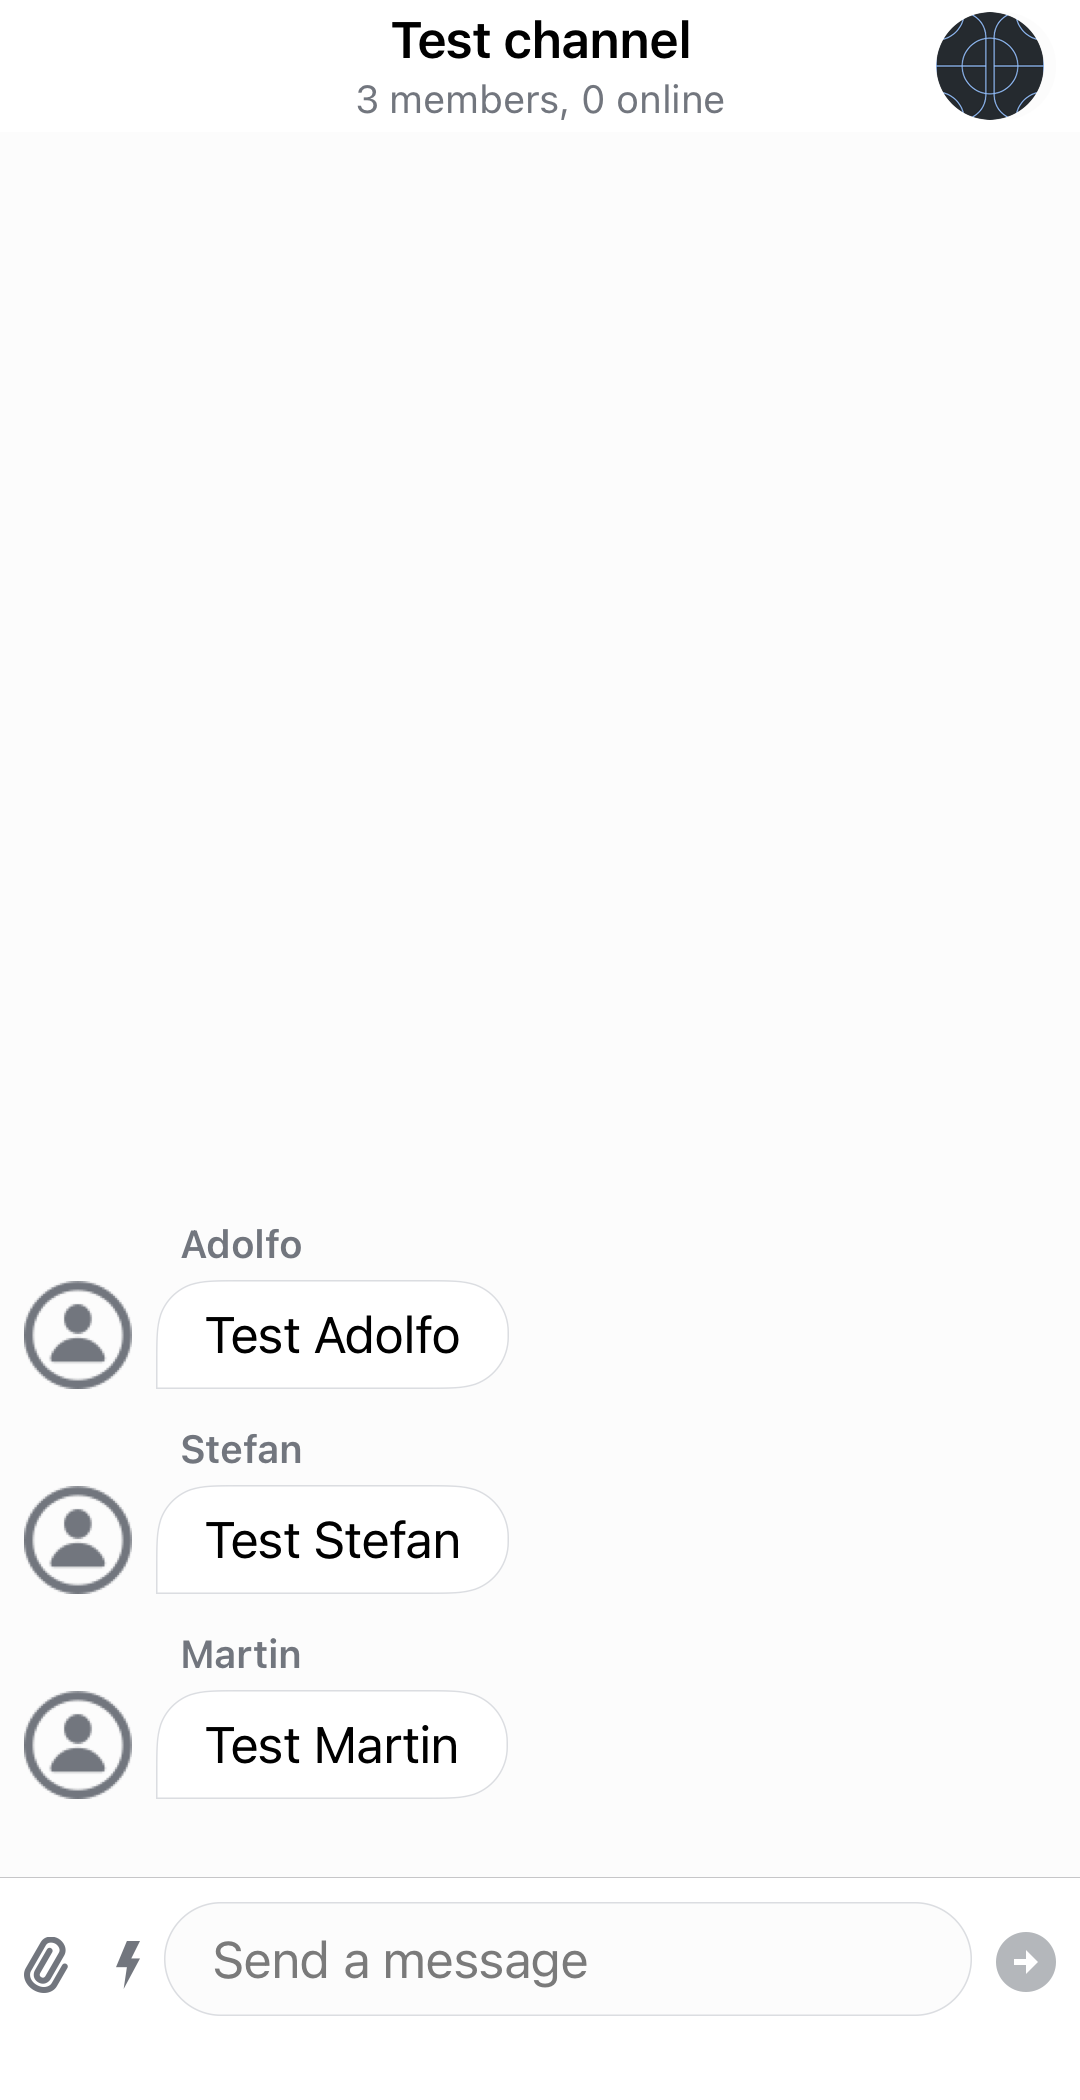 Test channel
3 members, 0 online
Adolfo
Test Adolfo
Stefan
Test Stefan
Martin
Test Martin
Send a message